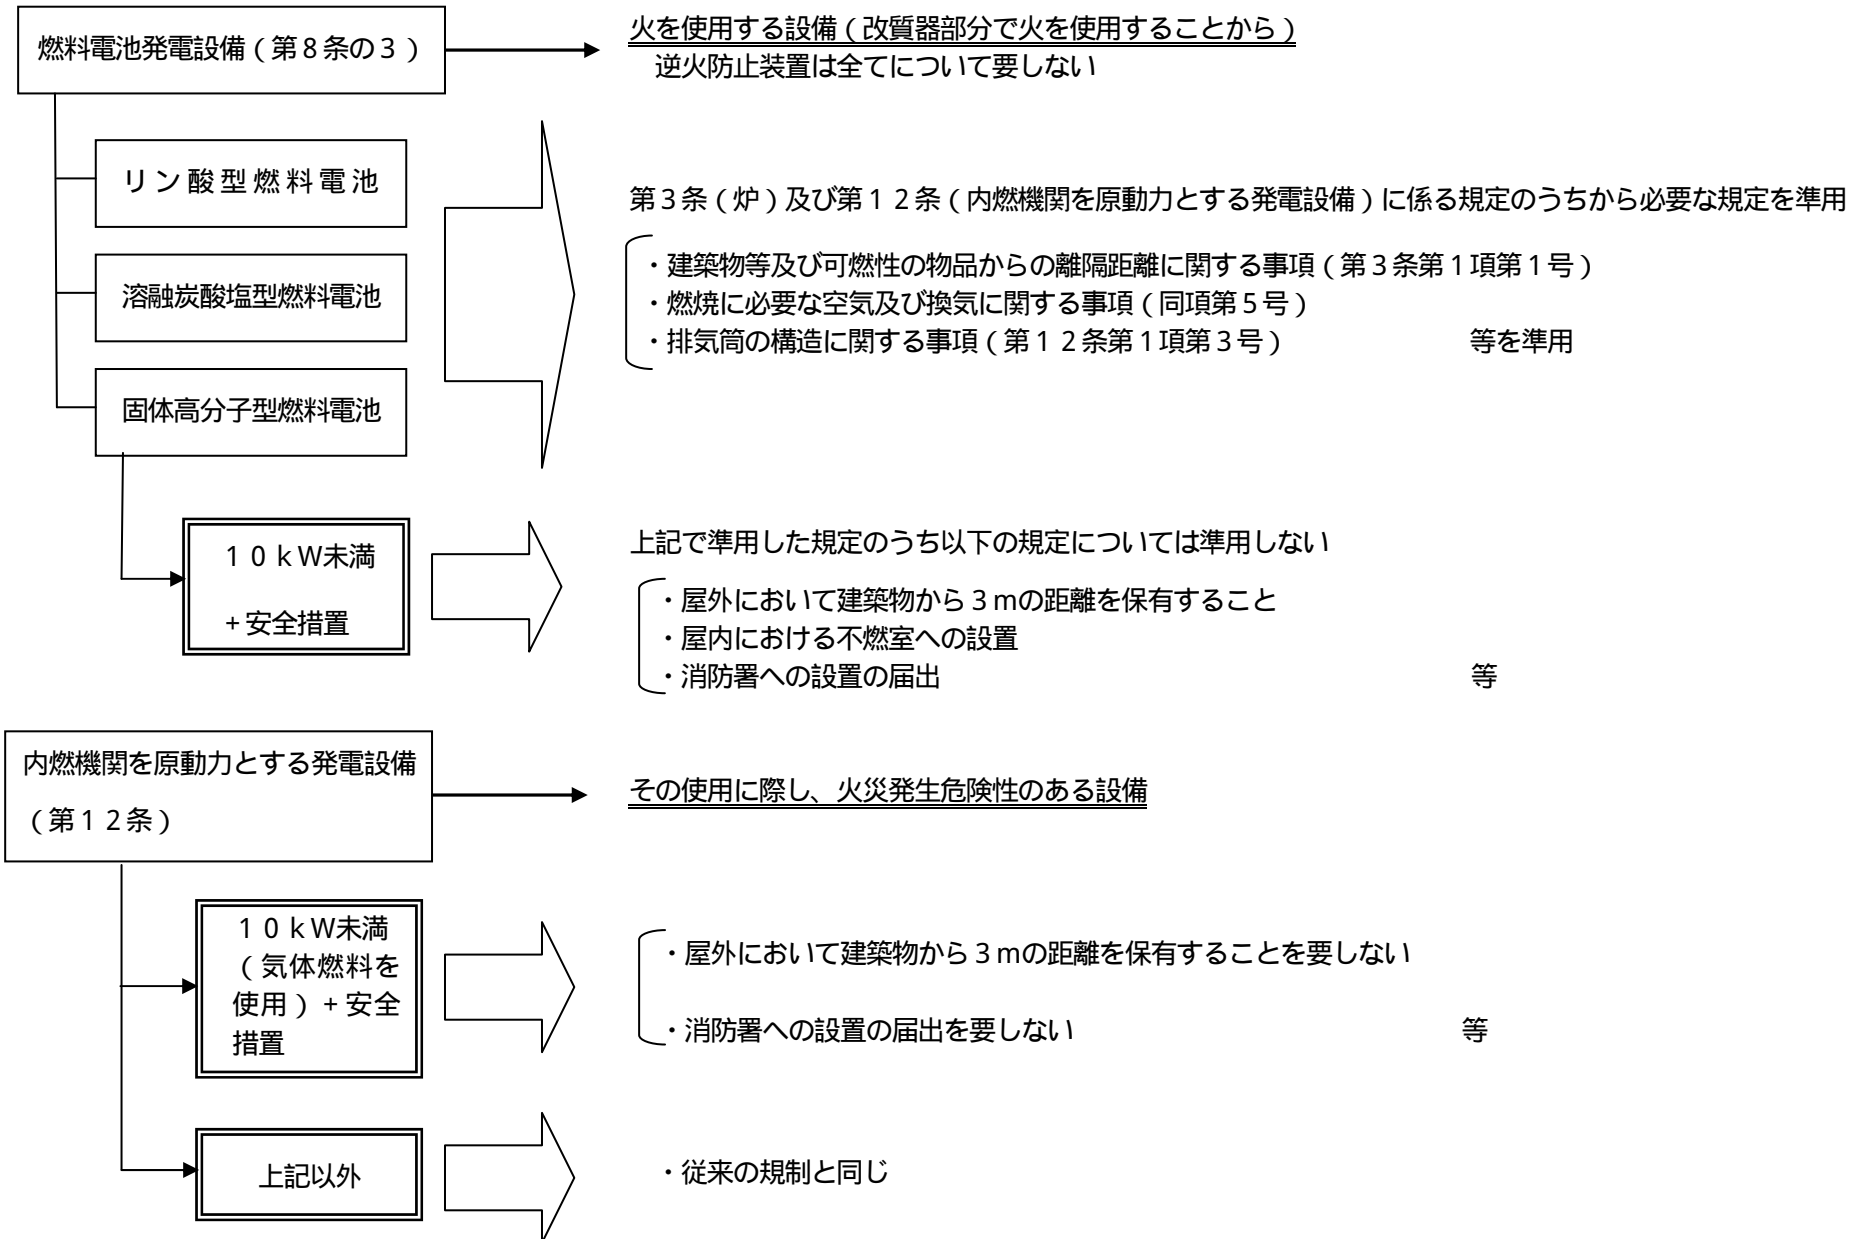 燃料電池発電設備（第８条の３）
火を使用する設備（改質器部分で火を使用することから）
逆火防止装置は全てについて要しない
リン酸型燃料電池
第３条（炉）及び第１２条（内燃機関を原動力とする発電設備）に係る規定のうちから必要な規定を準用
・建築物等及び可燃性の物品からの離隔距離に関する事項（第３条第１項第１号）
溶融炭酸塩型燃料電池
・燃焼に必要な空気及び換気に関する事項（同項第５号）
・排気筒の構造に関する事項（第１２条第１項第３号） 等を準用
固体高分子型燃料電池
１０ｋＷ未満
＋安全措置
上記で準用した規定のうち以下の規定については準用しない
・屋外において建築物から３ｍの距離を保有すること
・屋内における不燃室への設置
・消防署への設置の届出 等
内燃機関を原動力とする発電設備
（第１２条）
その使用に際し、火災発生危険性のある設備
１０ｋＷ未満
（気体燃料を
使用）＋安全
措置
・屋外において建築物から３ｍの距離を保有することを要しない
・消防署への設置の届出を要しない 等
上記以外
・従来の規制と同じ